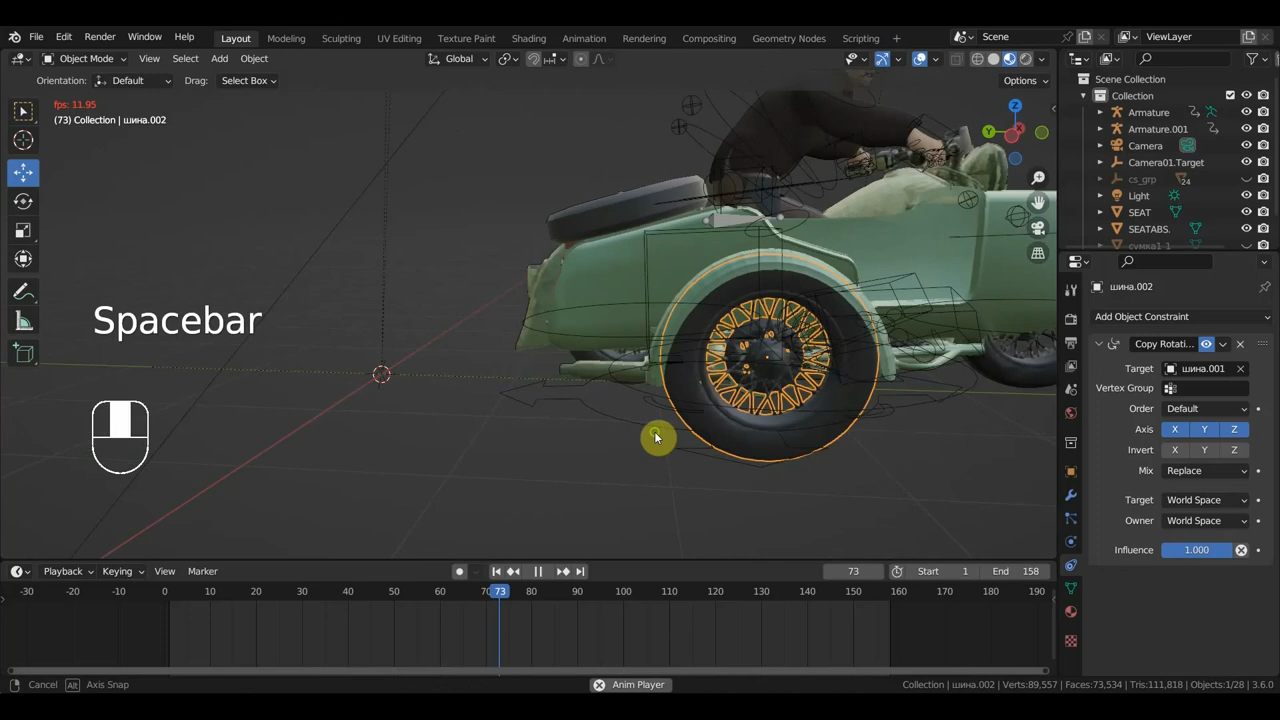 File Edit Render Window Help Layout Modeling Sculpting UV Editing Texture Paint Shading Animation Rendering Compositing Geometry Nodes Scripting + Scene ViewLayer
Object Mode View Select Add Object Global
Orientation: Default Drag: Select Box Options
fps: 11.95
(73) Collection | шина.002
Z
Y
X
Spacebar
Scene Collection
Collection
Armature
Armature.001
Camera
Camera01.Target
cs_grp 24
Light
SEAT
SEATABS.
сумка1 1
шина.002
Add Object Constraint
Copy Rotati...
Target шина.001
Vertex Group
Order Default
Axis X Y Z
Invert X Y Z
Mix Replace
Target World Space
Owner World Space
Influence 1.000
Playback Keying View Marker 73 Start 1 End 158
-30 -20 -10 0 10 20 30 40 50 60 70 73 80 90 100 110 120 130 140 150 160 170 180 190
Cancel Alt Axis Snap Anim Player Collection | шина.002 | Verts:89,557 | Faces:73,534 | Tris:111,818 | Objects:1/28 | 3.6.0